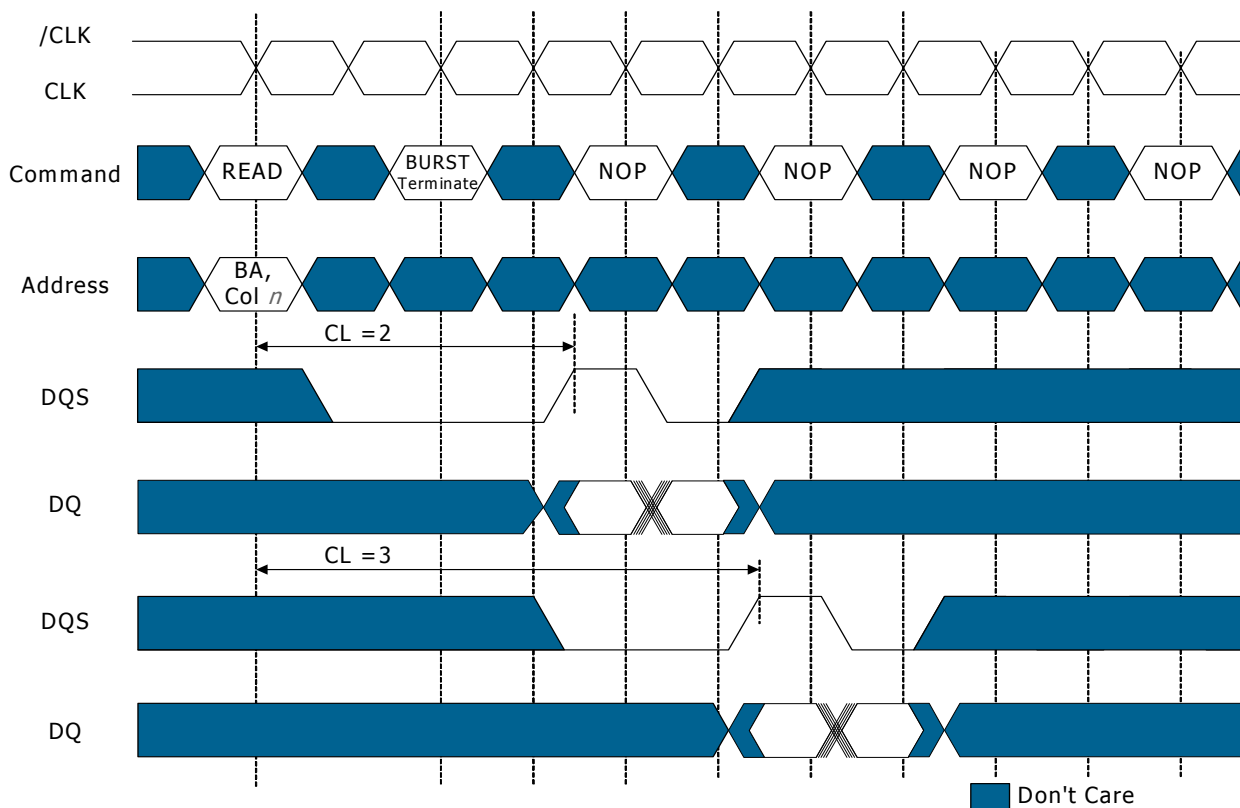 /CLK
CLK
Command
READ
BURST
Terminate
NOP
NOP
NOP
NOP
Address
BA,
Col n
CL =2
DQS
DQ
CL =3
DQS
DQ
Don't Care